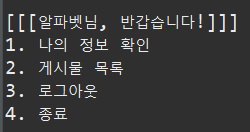 [[[알파벳님, 반갑습니다!]]]
1. 나의 정보 확인
2. 게시물 목록
3. 로그아웃
4. 종료